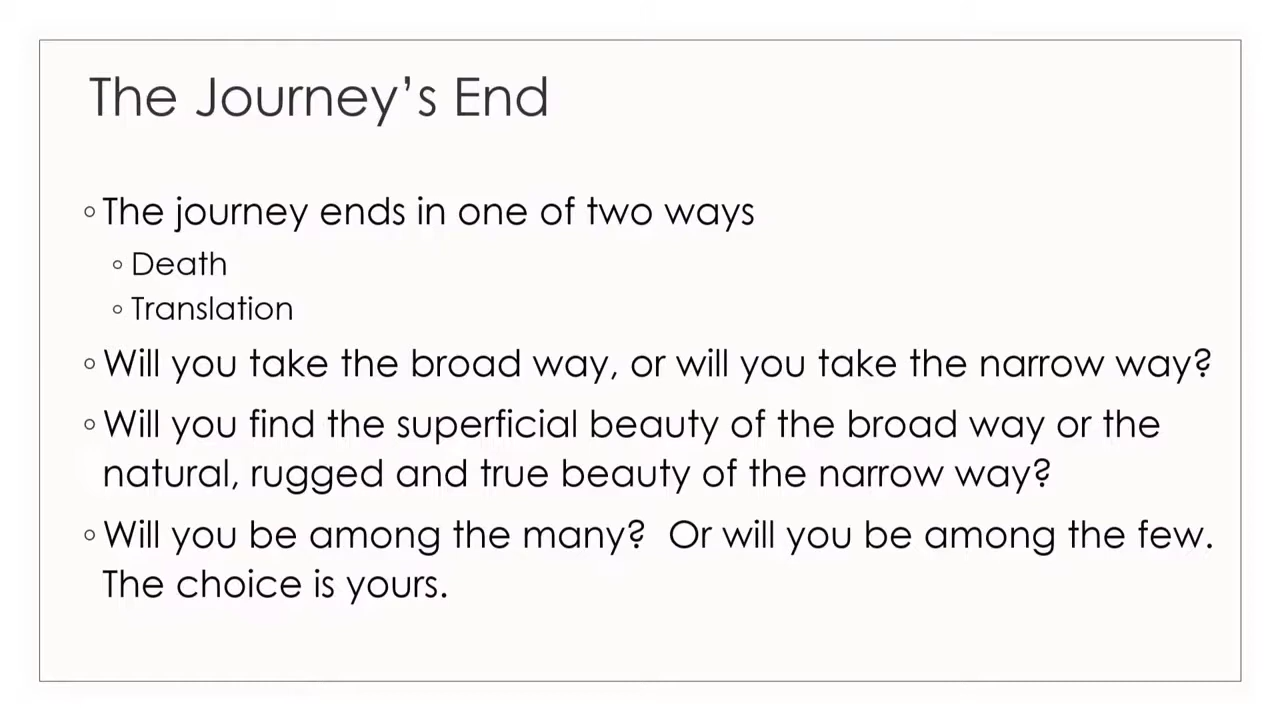 The Journey’s End
◦ The journey ends in one of two ways
◦ Death
◦ Translation
◦ Will you take the broad way, or will you take the narrow way?
◦ Will you find the superficial beauty of the broad way or the
natural, rugged and true beauty of the narrow way?
◦ Will you be among the many?  Or will you be among the few.
The choice is yours.